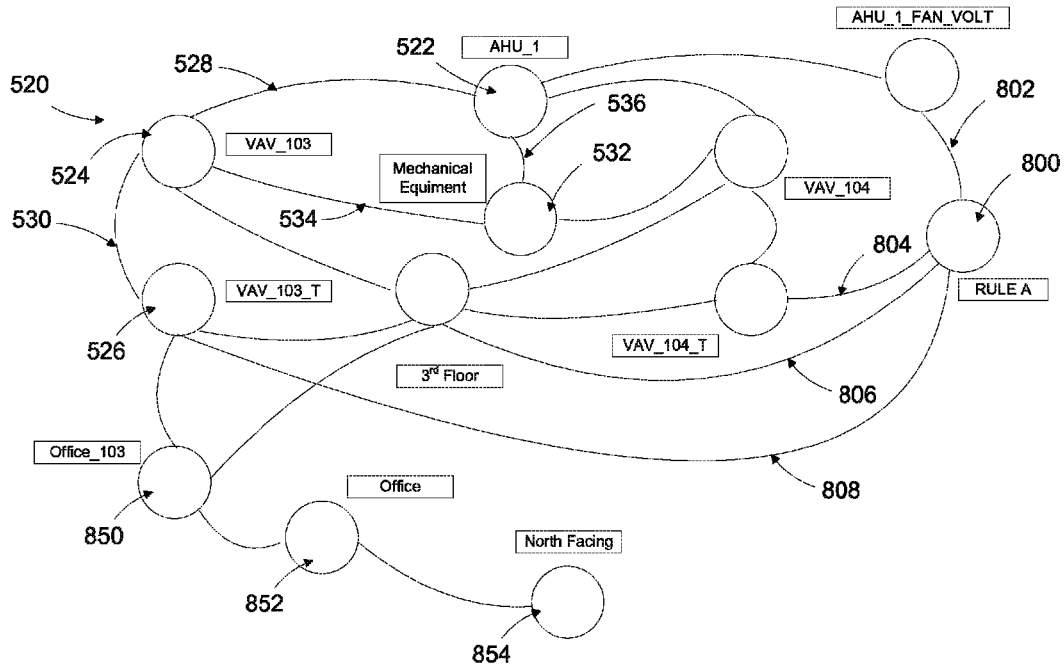 AHU_1_FAN_VOLT
522
AHU_1
528
520
536
802
VAV_103
532
800
524
Mechanical
Equiment
VAV_104
534
530
804
VAV_103_T
RULE A
526
VAV_104_T
3rd Floor
806
Office_103
Office
808
850
North Facing
852
854